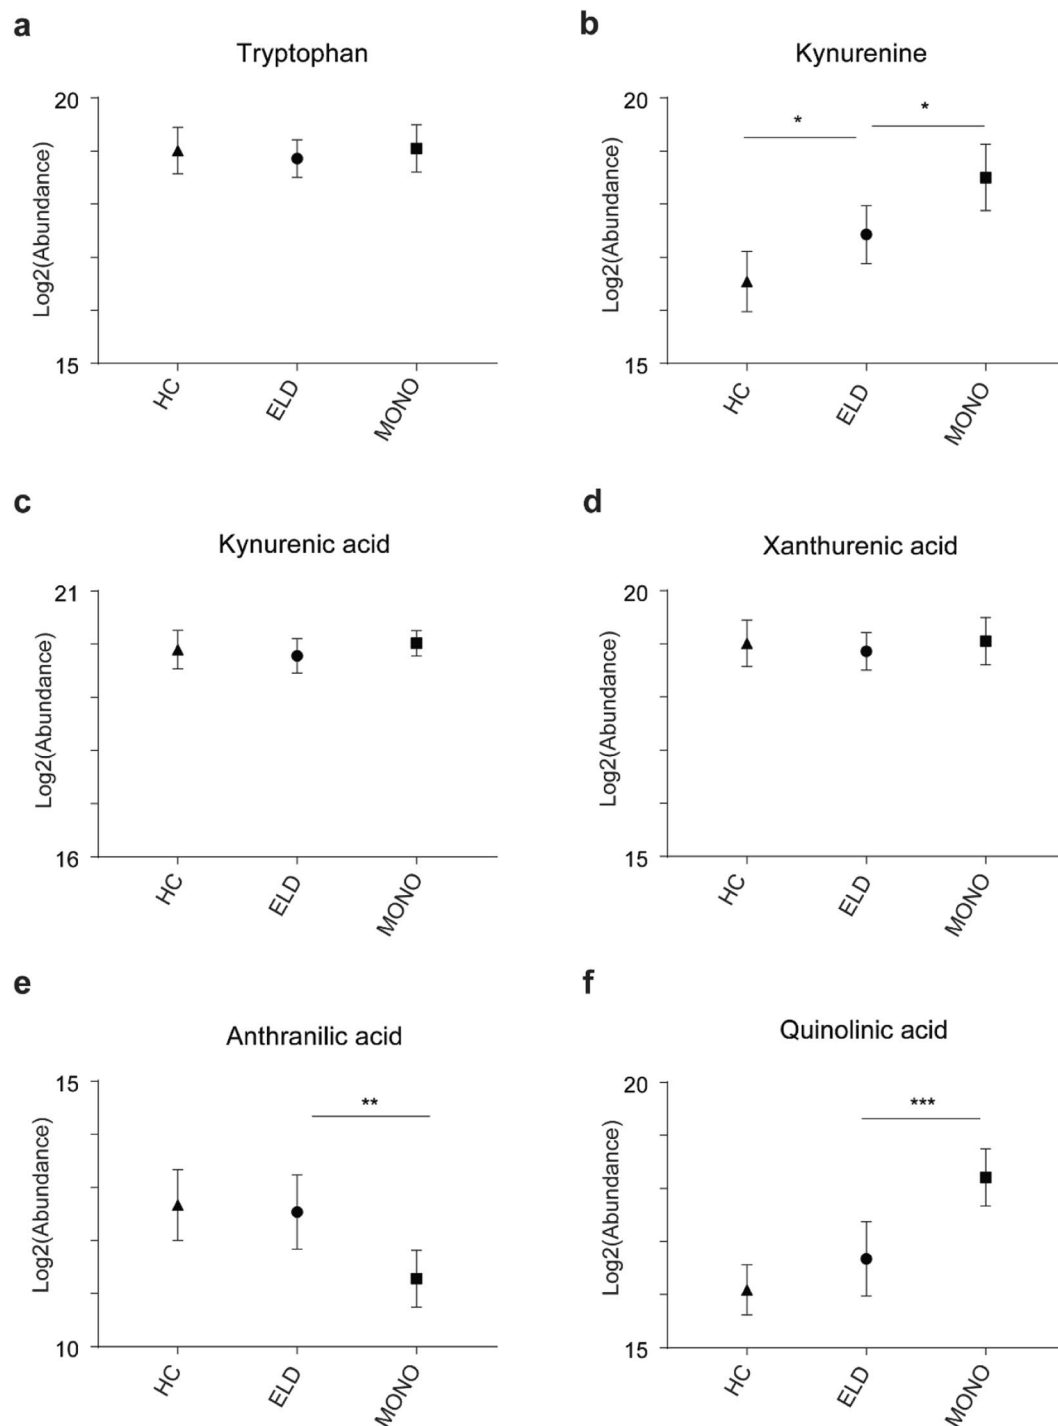 a
Tryptophan
20
Log2(Abundance)
15
HC
ELD
MONO
b
Kynurenine
20
*
*
Log2(Abundance)
15
HC
ELD
MONO
c
Kynurenic acid
21
Log2(Abundance)
16
HC
ELD
MONO
d
Xanthurenic acid
20
Log2(Abundance)
15
HC
ELD
MONO
e
Anthranilic acid
15
**
Log2(Abundance)
10
HC
ELD
MONO
f
Quinolinic acid
20
***
Log2(Abundance)
15
HC
ELD
MONO